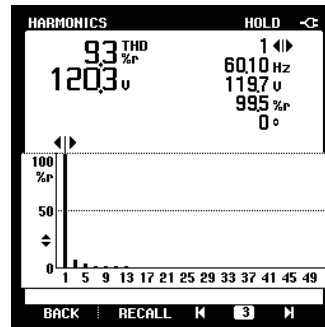 HARMONICS HOLD
9.3 THD %r
120.3 v
1
60.10 Hz
119.7 v
99.5 %r
0 °
100
%r
50
0
1 5 9 13 17 21 25 29 33 37 41 45 49
BACK RECALL 3